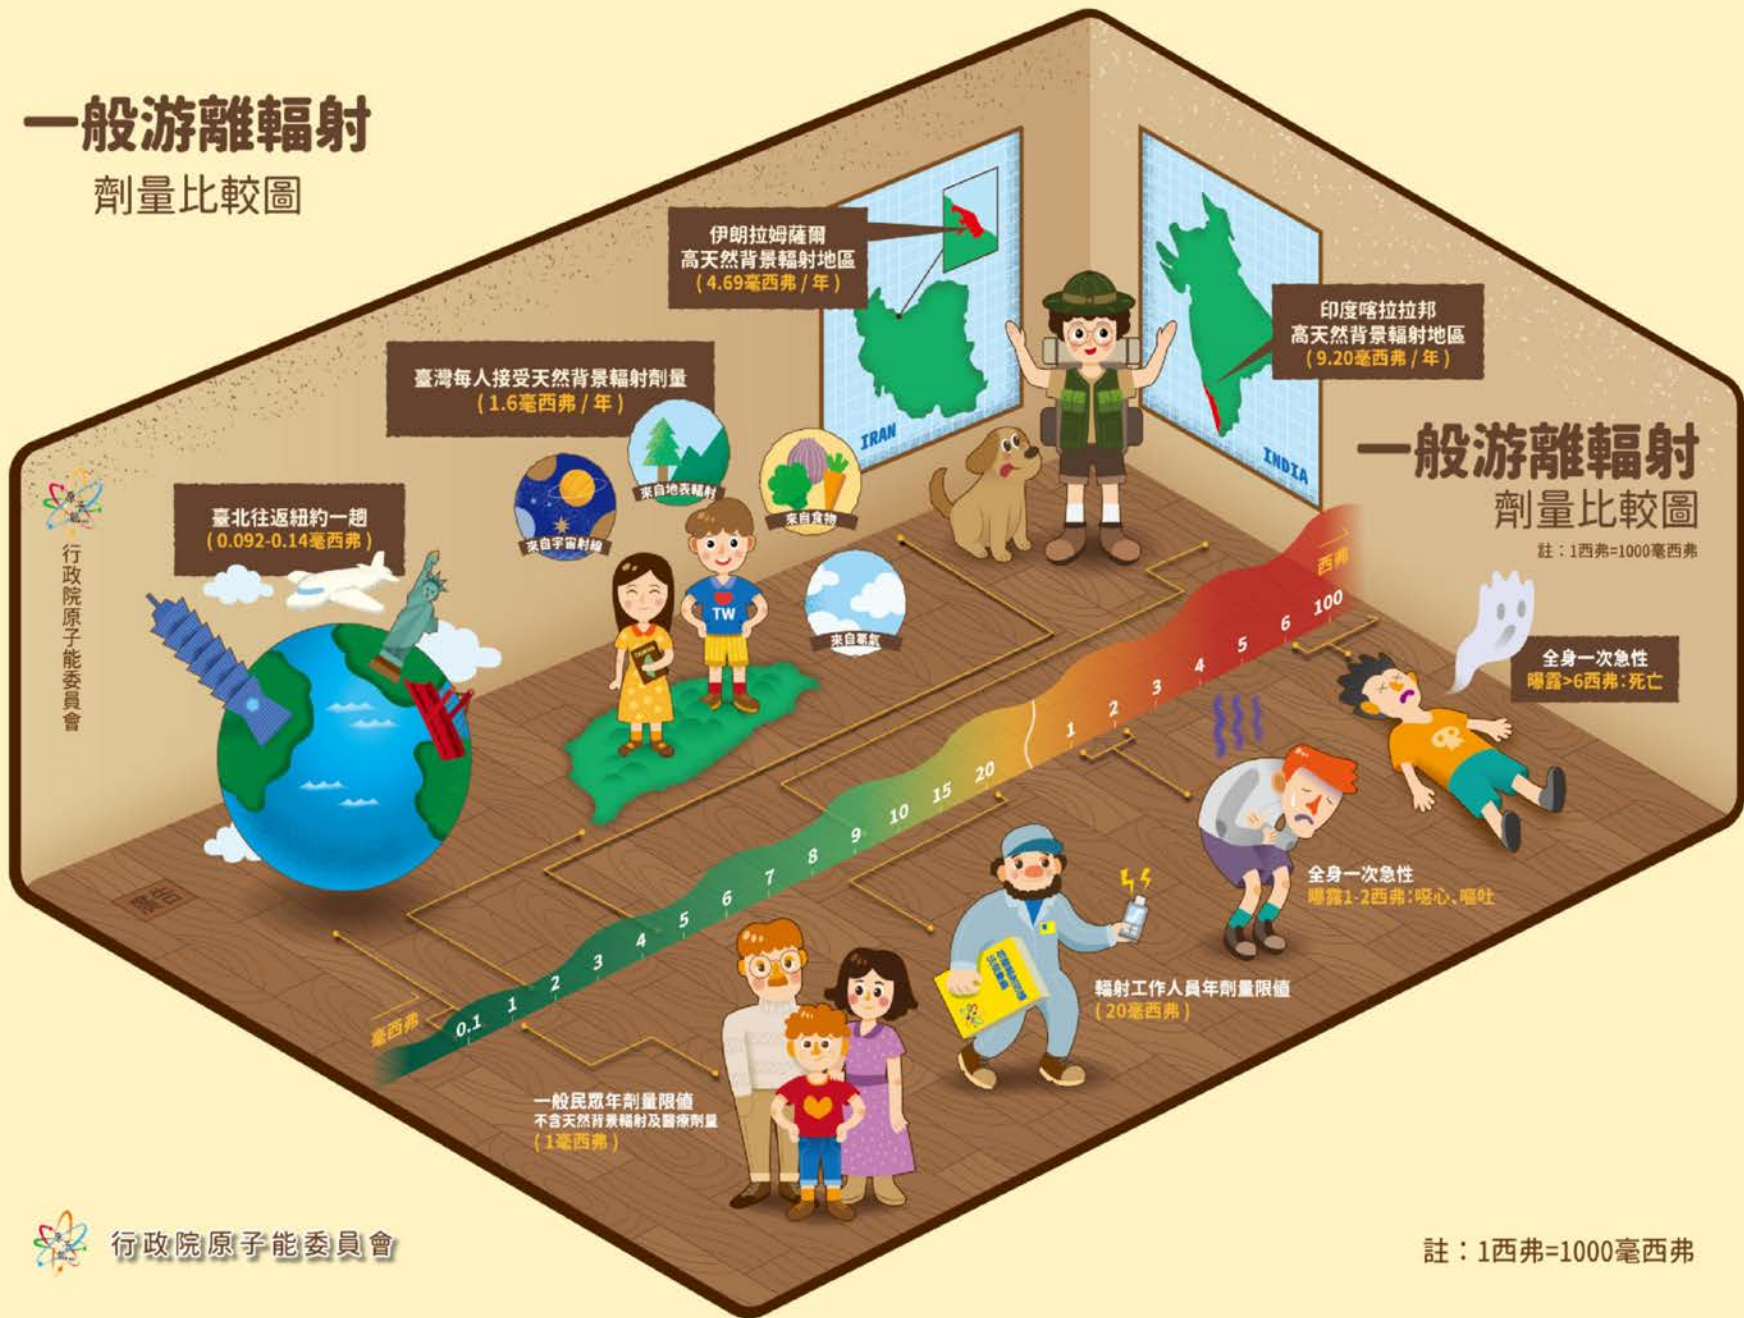 一般游離輻射
劑量比較圖
伊朗拉姆薩爾
高天然背景輻射地區
(4.69毫西弗/年)
印度喀拉拉邦
高天然背景輻射地區
(9.20毫西弗/年)
臺灣每人接受天然背景輻射劑量
(1.6毫西弗/年)
IRAN
INDIA
一般游離輻射
劑量比較圖
註：1西弗=1000毫西弗
來自地表輻射
來自食物
來自宇宙射線
來自氡氣
臺北往返紐約一趟
(0.092-0.14毫西弗)
行政院原子能委員會
TW
TAIWAN
西弗
100
6
5
4
3
2
1
20
15
10
9
8
7
6
5
4
3
2
1
0.1
毫西弗
全身一次急性
曝露>6西弗:死亡
全身一次急性
曝露1-2西弗:噁心、嘔吐
廣告
輻射工作人員年劑量限值
(20毫西弗)
一般民眾年劑量限值
不含天然背景輻射及醫療劑量
(1毫西弗)
行政院原子能委員會
註：1西弗=1000毫西弗